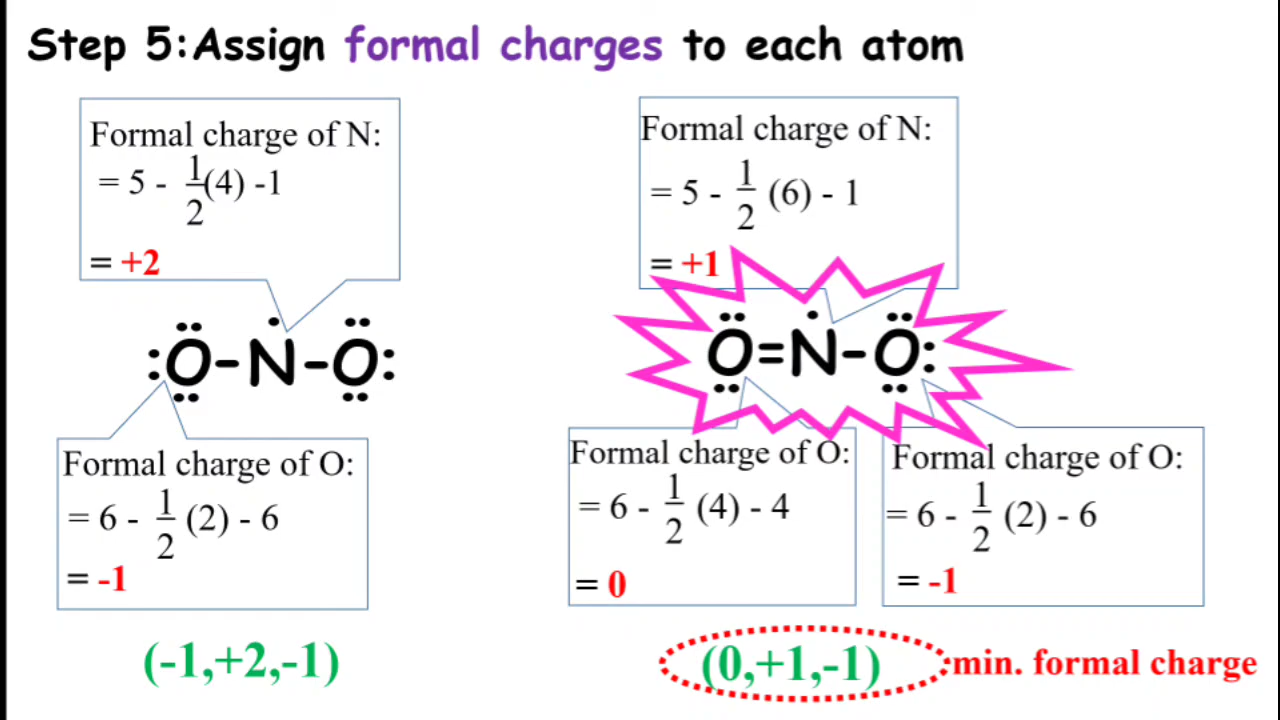 Step 5:Assign formal charges to each atom
Formal charge of N:
= 5 - 1/2(4) -1
= +2
:O-N-O:
Formal charge of O:
= 6 - 1/2 (2) - 6
= -1
(-1,+2,-1)
Formal charge of N:
= 5 - 1/2 (6) - 1
= +1
O=N-O:
Formal charge of O:
= 6 - 1/2 (4) - 4
= 0
Formal charge of O:
= 6 - 1/2 (2) - 6
= -1
(0,+1,-1) :min. formal charge